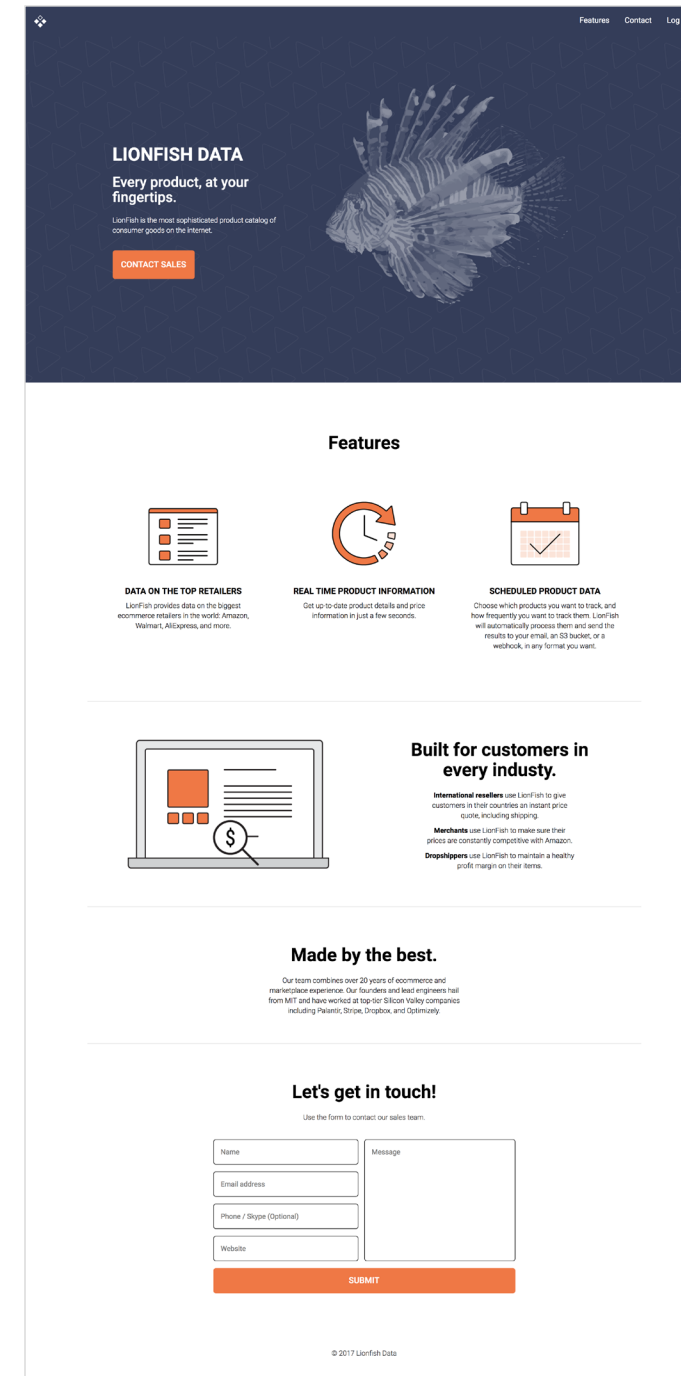 Features Contact Log
LIONFISH DATA
Every product, at your
fingertips.
LionFish is the most sophisticated product catalog of
consumer goods on the internet.
CONTACT SALES
Features
DATA ON THE TOP RETAILERS
LionFish provides data on the biggest
ecommerce retailers in the world: Amazon,
Walmart, AliExpress, and more.
REAL TIME PRODUCT INFORMATION
Get up-to-date product details and price
information in just a few seconds.
SCHEDULED PRODUCT DATA
Choose which products you want to track, and
how frequently you want to track them. LionFish
will automatically process them and send the
results to your email, an S3 bucket, or a
webhook, in any format you want.
$
Built for customers in
every industy.
International resellers use LionFish to give
customers in their countries an instant price
quote, including shipping.
Merchants use LionFish to make sure their
prices are constantly competitive with Amazon.
Dropshippers use LionFish to maintain a healthy
profit margin on their items.
Made by the best.
Our team combines over 20 years of ecommerce and
marketplace experience. Our founders and lead engineers hail
from MIT and have worked at top-tier Silicon Valley companies
including Palantir, Stripe, Dropbox, and Optimizely.
Let's get in touch!
Use the form to contact our sales team.
Name
Email address
Phone / Skype (Optional)
Website
Message
SUBMIT
© 2017 Lionfish Data